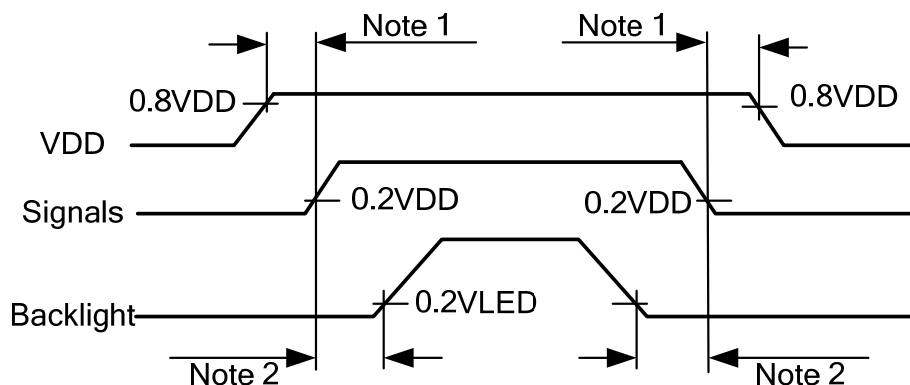 Note 1 Note 1
0.8VDD 0.8VDD
VDD
Signals 0.2VDD 0.2VDD
Backlight 0.2VLED
Note 2 Note 2